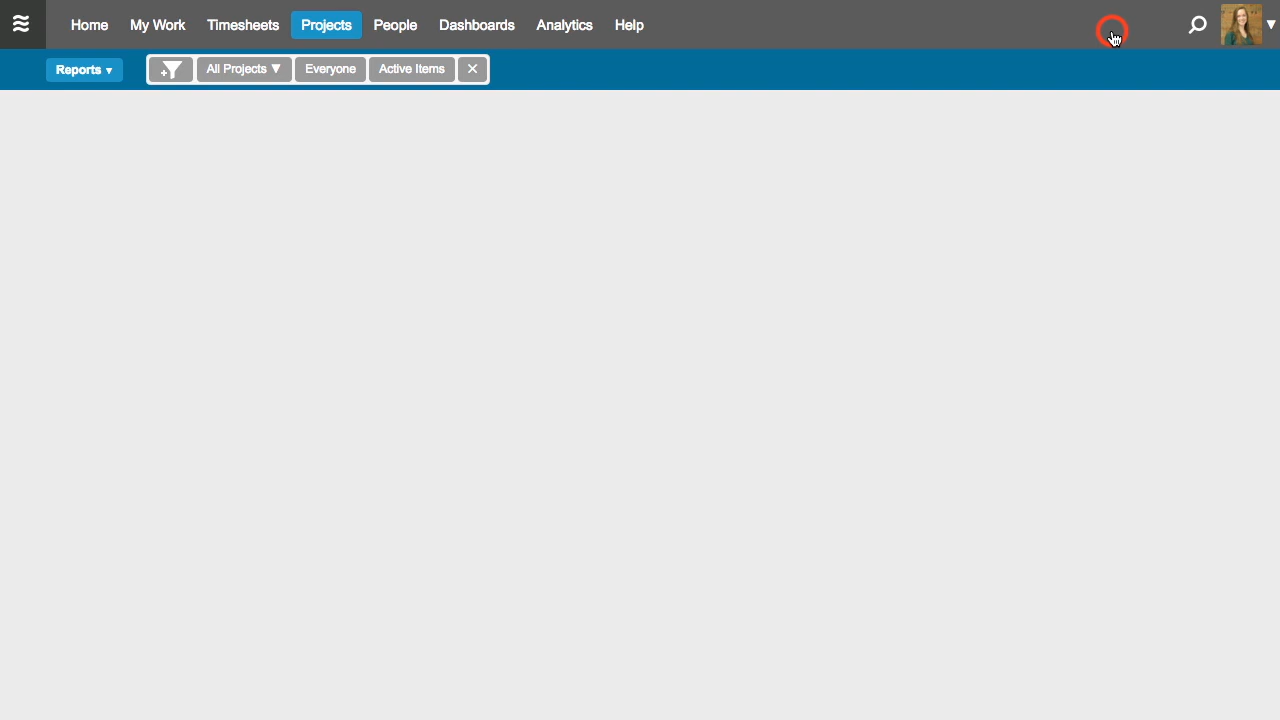 Home My Work Timesheets Projects People Dashboards Analytics Help
Reports All Projects Everyone Active Items